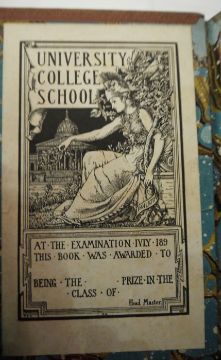 UNIVERSITY
COLLEGE
SCHOOL
AT · THE · EXAMINATION · IVLY · 189
THIS · BOOK · WAS · AWARDED · TO
BEING · THE · PRIZE · IN · THE
· CLASS · OF ·
Head Master.